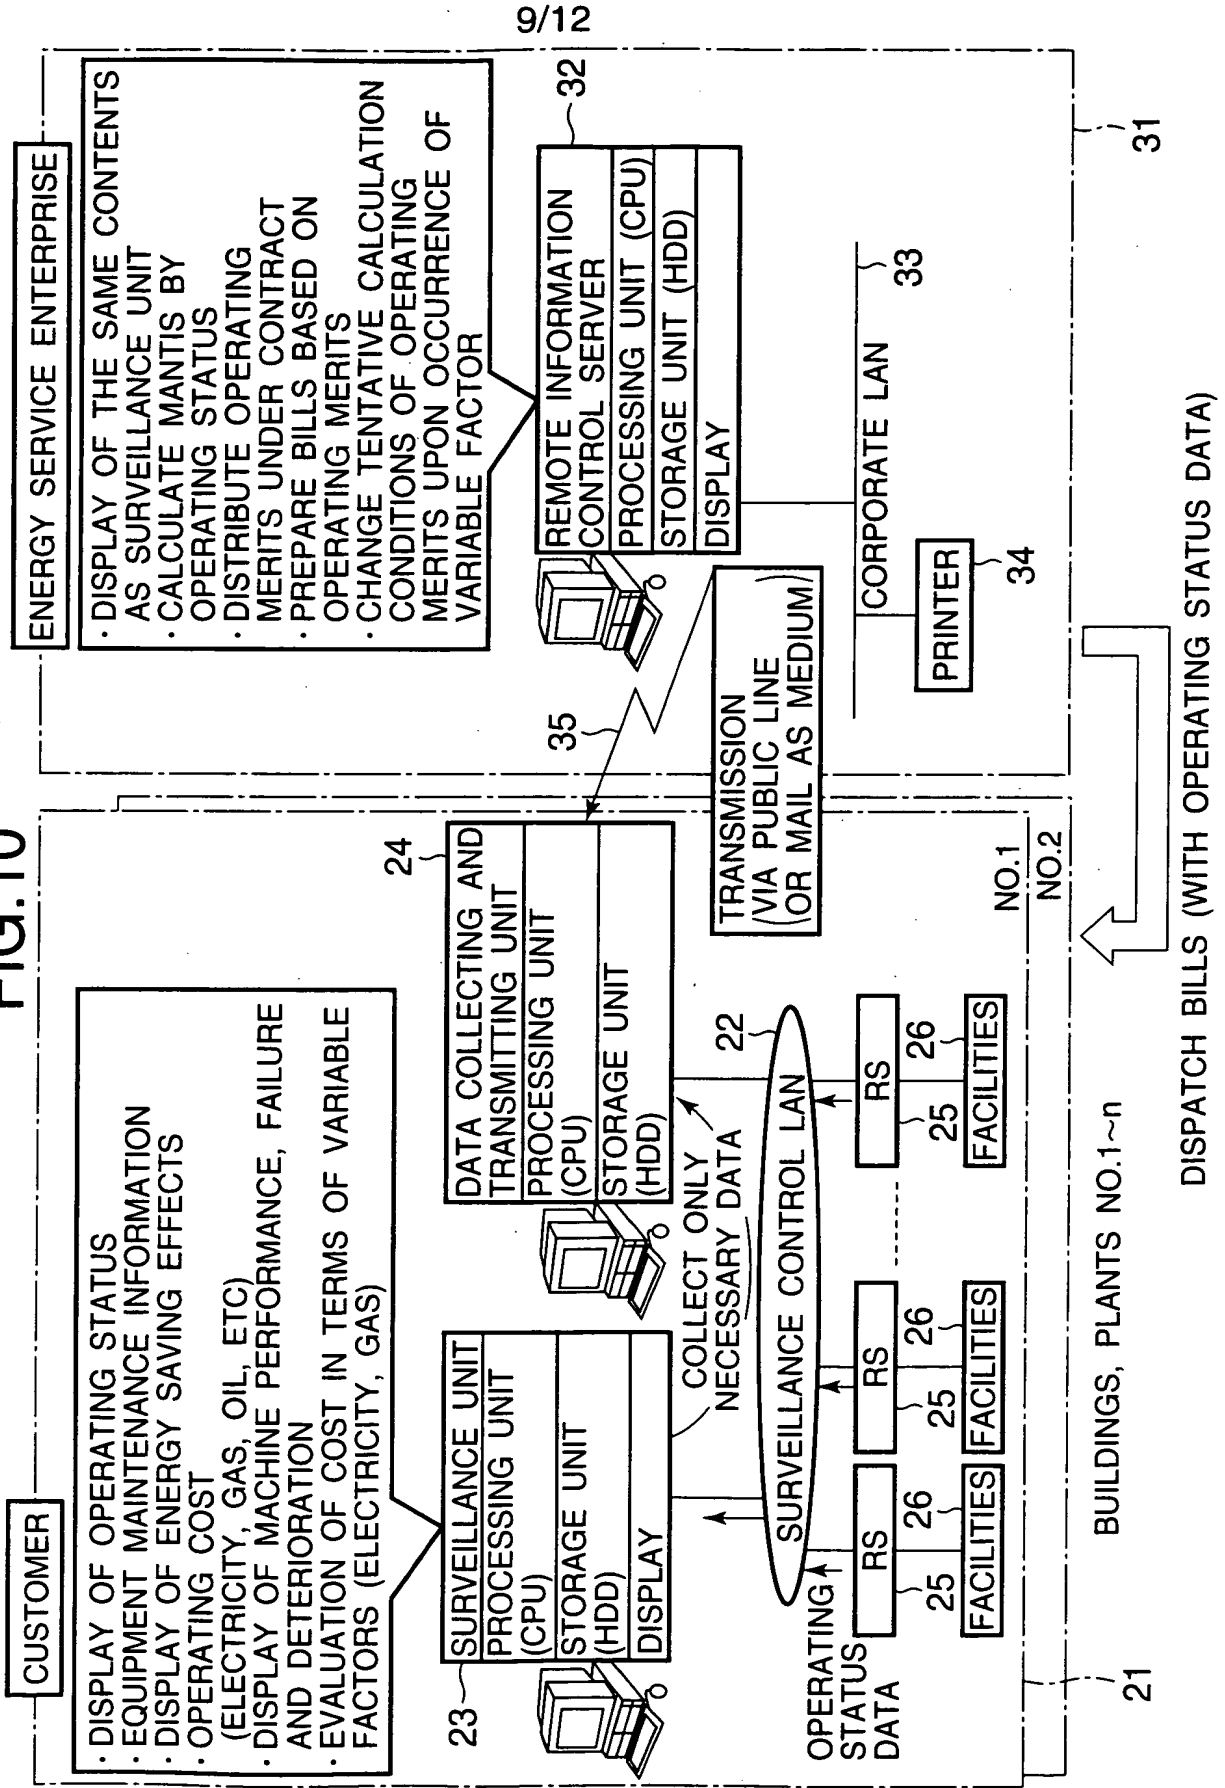 9/12
FIG.10
CUSTOMER
· DISPLAY OF OPERATING STATUS
· EQUIPMENT MAINTENANCE INFORMATION
· DISPLAY OF ENERGY SAVING EFFECTS
· OPERATING COST
(ELECTRICITY, GAS, OIL, ETC)
· DISPLAY OF MACHINE PERFORMANCE, FAILURE
AND DETERIORATION
· EVALUATION OF COST IN TERMS OF VARIABLE
FACTORS (ELECTRICITY, GAS)
23
SURVEILLANCE UNIT
PROCESSING UNIT
(CPU)
STORAGE UNIT
(HDD)
DISPLAY
24
DATA COLLECTING AND
TRANSMITTING UNIT
PROCESSING UNIT
(CPU)
STORAGE UNIT
(HDD)
COLLECT ONLY
NECESSARY DATA
22
SURVEILLANCE CONTROL LAN
OPERATING
STATUS
DATA
RS
25
26
FACILITIES
RS
25
26
FACILITIES
RS
25
26
FACILITIES
NO.1
NO.2
21
BUILDINGS, PLANTS NO.1~n
ENERGY SERVICE ENTERPRISE
· DISPLAY OF THE SAME CONTENTS
AS SURVEILLANCE UNIT
· CALCULATE MANTIS BY
OPERATING STATUS
· DISTRIBUTE OPERATING
MERITS UNDER CONTRACT
· PREPARE BILLS BASED ON
OPERATING MERITS
· CHANGE TENTATIVE CALCULATION
CONDITIONS OF OPERATING
MERITS UPON OCCURRENCE OF
VARIABLE FACTOR
32
REMOTE INFORMATION
CONTROL SERVER
PROCESSING UNIT (CPU)
STORAGE UNIT (HDD)
DISPLAY
35
TRANSMISSION
(VIA PUBLIC LINE
OR MAIL AS MEDIUM)
33
CORPORATE LAN
PRINTER
34
31
DISPATCH BILLS (WITH OPERATING STATUS DATA)